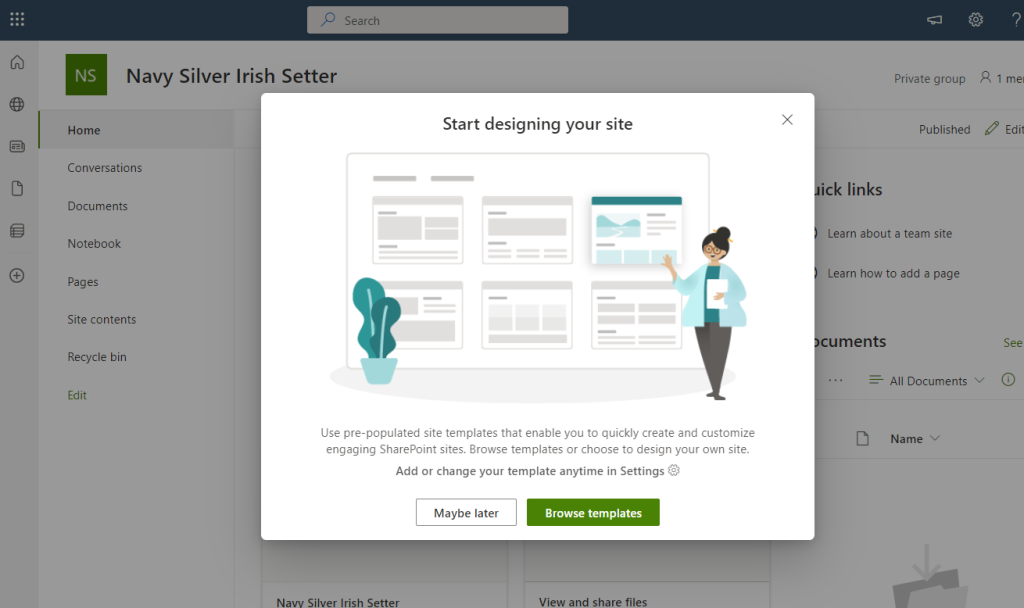 Search
NS
Navy Silver Irish Setter
Private group
1
Home
Conversations
Documents
Notebook
Pages
Site contents
Recycle bin
Edit
Published
Edit
Start designing your site
Use pre-populated site templates that enable you to quickly create and customize
engaging SharePoint sites. Browse templates or choose to design your own site.
Add or change your template anytime in Settings
Maybe later
Browse templates
uick links
Learn about a team site
Learn how to add a page
ocuments
See
All Documents
Name
Navy Silver Irish Setter
View and share files